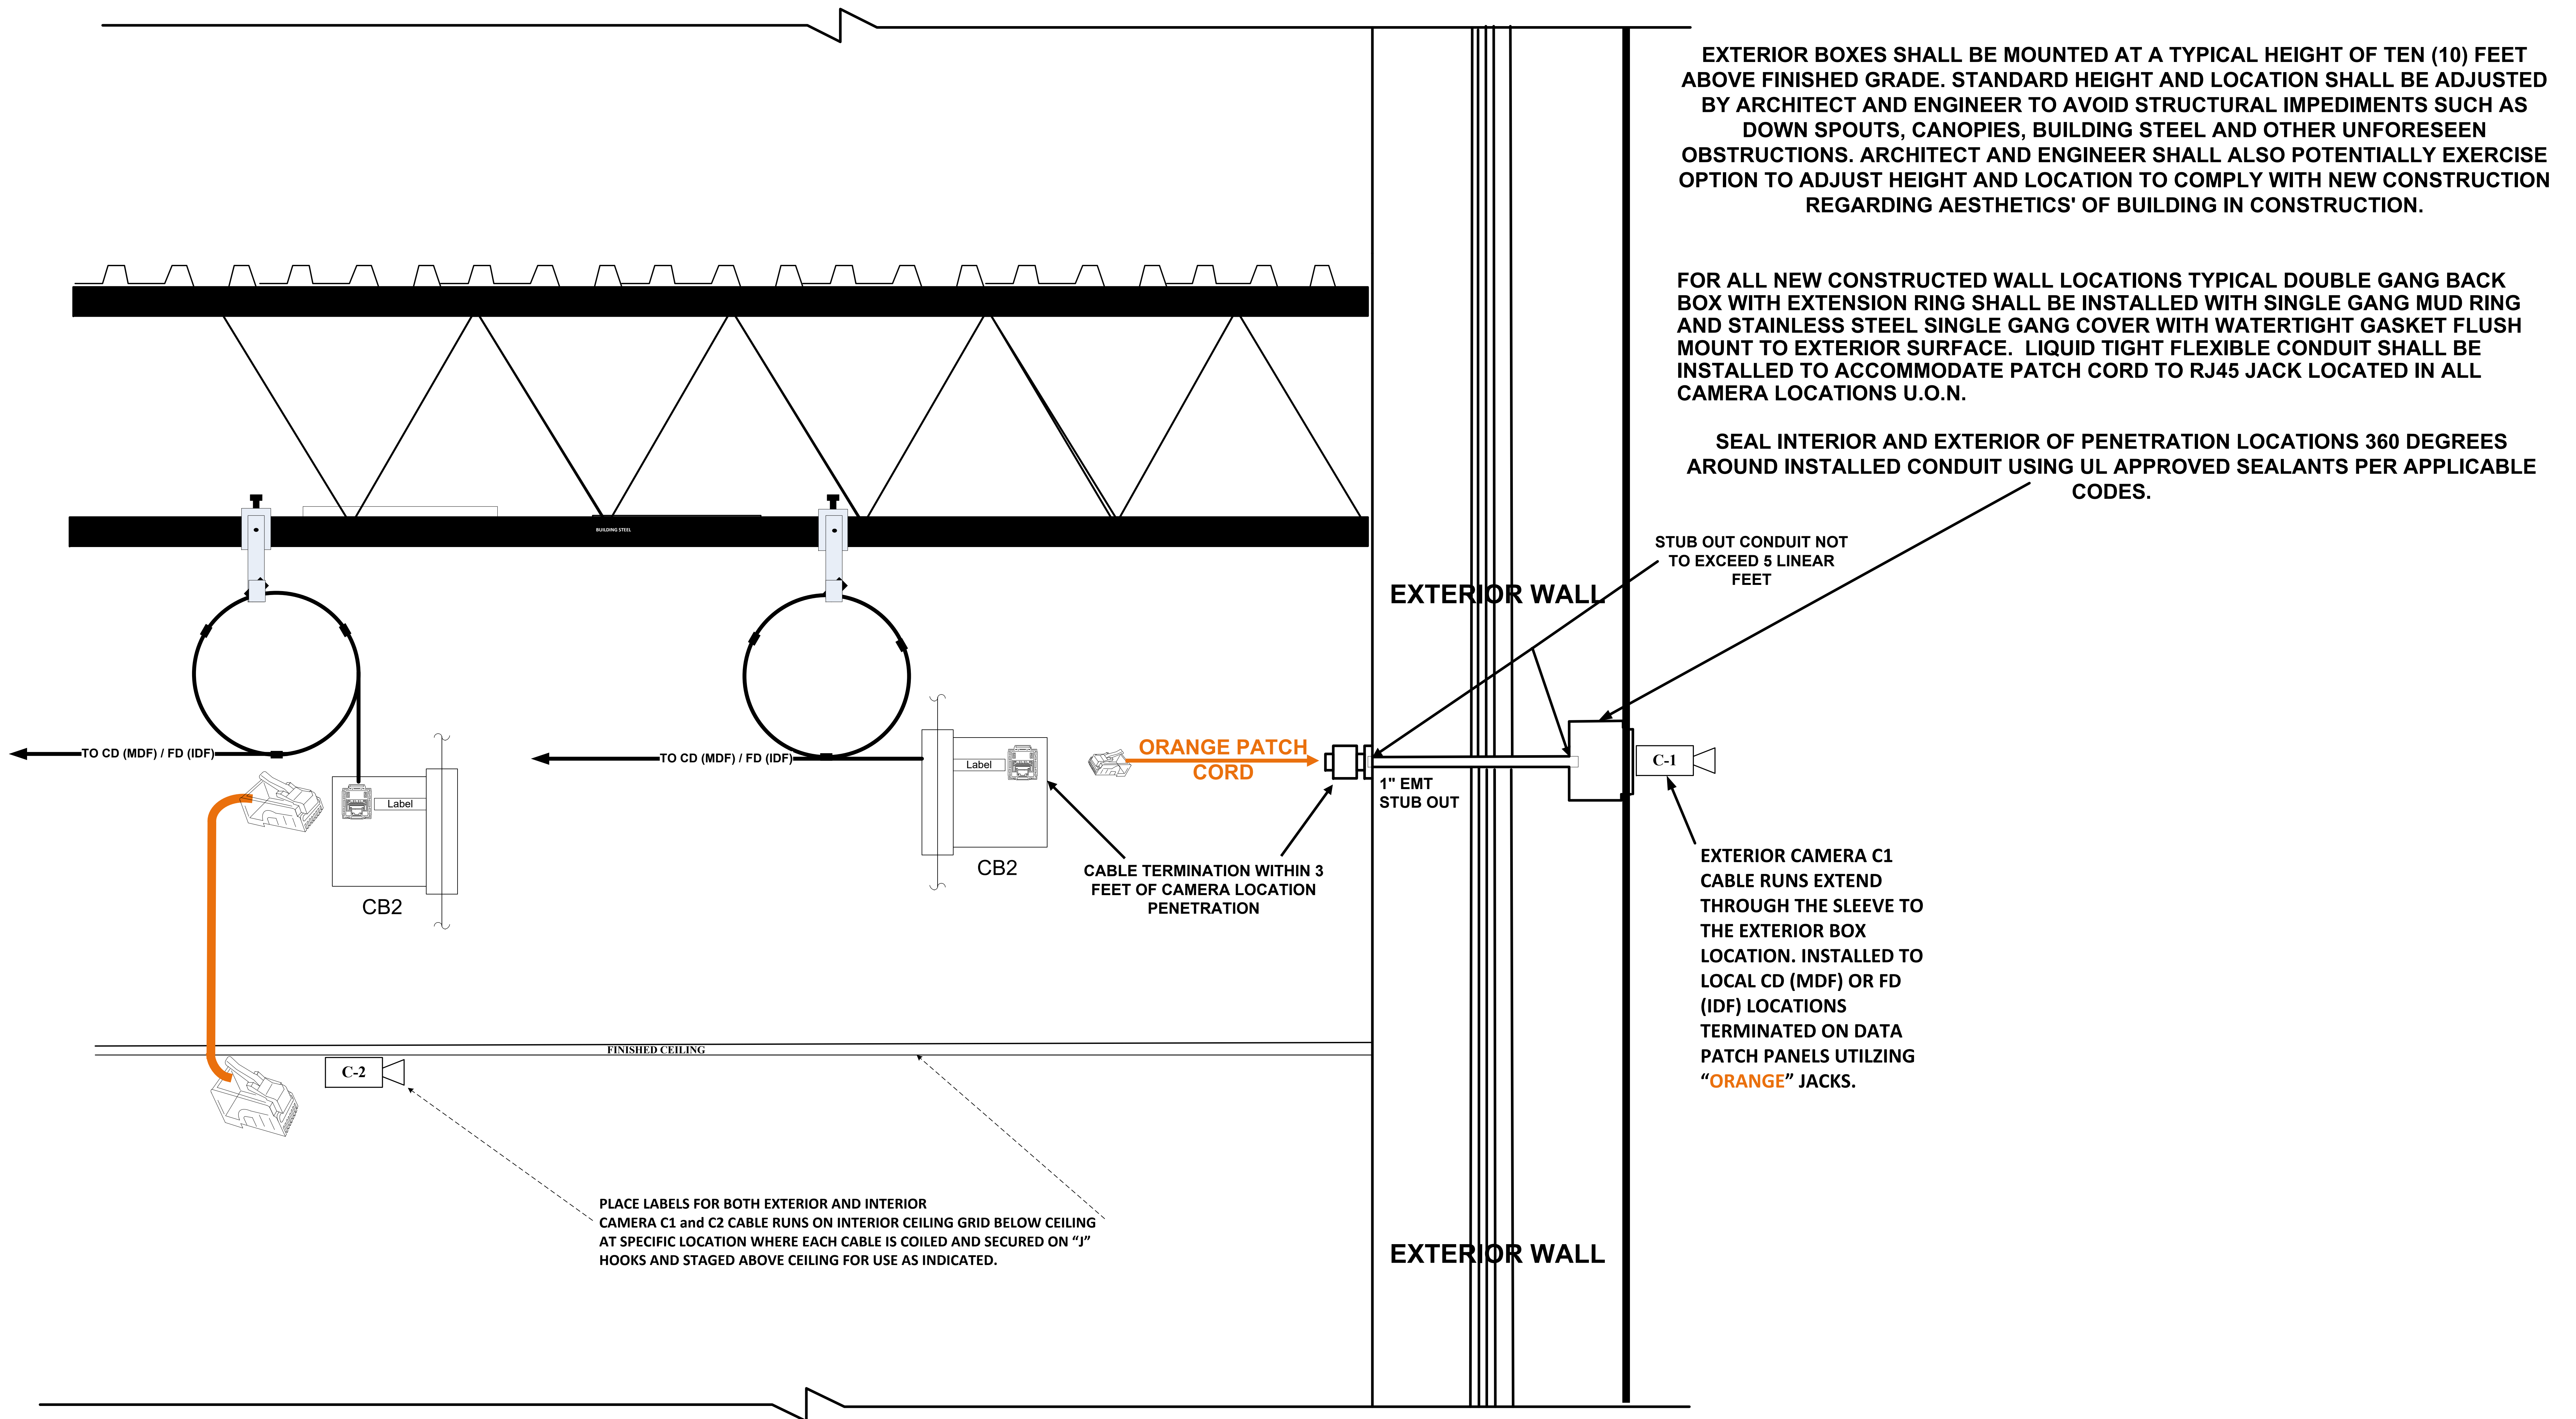 EXTERIOR BOXES SHALL BE MOUNTED AT A TYPICAL HEIGHT OF TEN (10) FEET
ABOVE FINISHED GRADE. STANDARD HEIGHT AND LOCATION SHALL BE ADJUSTED
BY ARCHITECT AND ENGINEER TO AVOID STRUCTURAL IMPEDIMENTS SUCH AS
DOWN SPOUTS, CANOPIES, BUILDING STEEL AND OTHER UNFORESEEN
OBSTRUCTIONS. ARCHITECT AND ENGINEER SHALL ALSO POTENTIALLY EXERCISE
OPTION TO ADJUST HEIGHT AND LOCATION TO COMPLY WITH NEW CONSTRUCTION
REGARDING AESTHETICS' OF BUILDING IN CONSTRUCTION.
FOR ALL NEW CONSTRUCTED WALL LOCATIONS TYPICAL DOUBLE GANG BACK
BOX WITH EXTENSION RING SHALL BE INSTALLED WITH SINGLE GANG MUD RING
AND STAINLESS STEEL SINGLE GANG COVER WITH WATERTIGHT GASKET FLUSH
MOUNT TO EXTERIOR SURFACE.  LIQUID TIGHT FLEXIBLE CONDUIT SHALL BE
INSTALLED TO ACCOMMODATE PATCH CORD TO RJ45 JACK LOCATED IN ALL
CAMERA LOCATIONS U.O.N.
SEAL INTERIOR AND EXTERIOR OF PENETRATION LOCATIONS 360 DEGREES
AROUND INSTALLED CONDUIT USING UL APPROVED SEALANTS PER APPLICABLE
CODES.
BUILDING STEEL
STUB OUT CONDUIT NOT
TO EXCEED 5 LINEAR
FEET
EXTERIOR WALL
TO CD (MDF) / FD (IDF)
Label
CB2
TO CD (MDF) / FD (IDF)
Label
CB2
ORANGE PATCH
CORD
1" EMT
STUB OUT
C-1
CABLE TERMINATION WITHIN 3
FEET OF CAMERA LOCATION
PENETRATION
EXTERIOR CAMERA C1
CABLE RUNS EXTEND
THROUGH THE SLEEVE TO
THE EXTERIOR BOX
LOCATION. INSTALLED TO
LOCAL CD (MDF) OR FD
(IDF) LOCATIONS
TERMINATED ON DATA
PATCH PANELS UTILZING
“ORANGE” JACKS.
FINISHED CEILING
C-2
PLACE LABELS FOR BOTH EXTERIOR AND INTERIOR
CAMERA C1 and C2 CABLE RUNS ON INTERIOR CEILING GRID BELOW CEILING
AT SPECIFIC LOCATION WHERE EACH CABLE IS COILED AND SECURED ON “J”
HOOKS AND STAGED ABOVE CEILING FOR USE AS INDICATED.
EXTERIOR WALL